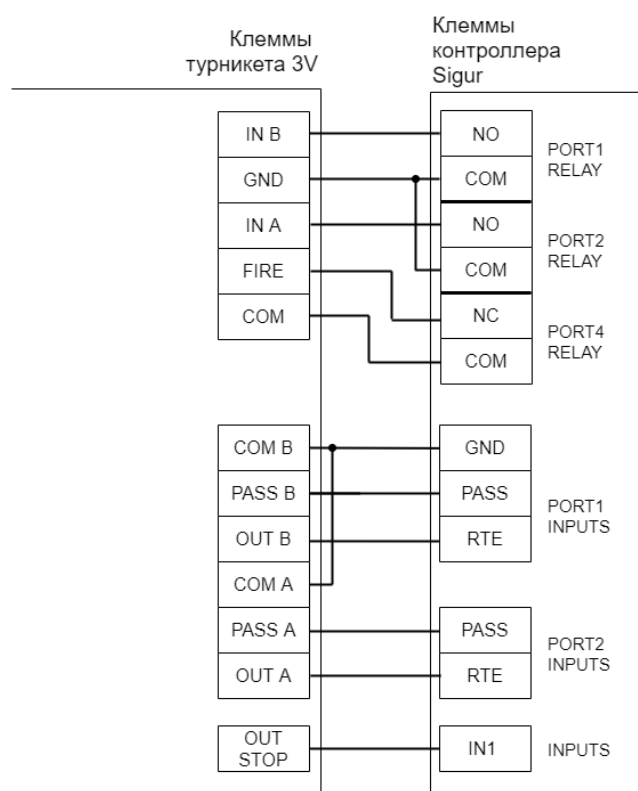 Клеммы
турникета 3V
Клеммы
контроллера
Sigur
IN B
GND
IN A
FIRE
COM
NO
COM
NO
COM
NC
COM
PORT1
RELAY
PORT2
RELAY
PORT4
RELAY
COM B
PASS B
OUT B
COM A
PASS A
OUT A
GND
PASS
RTE
PORT1
INPUTS
PASS
RTE
PORT2
INPUTS
OUT
STOP
IN1
INPUTS